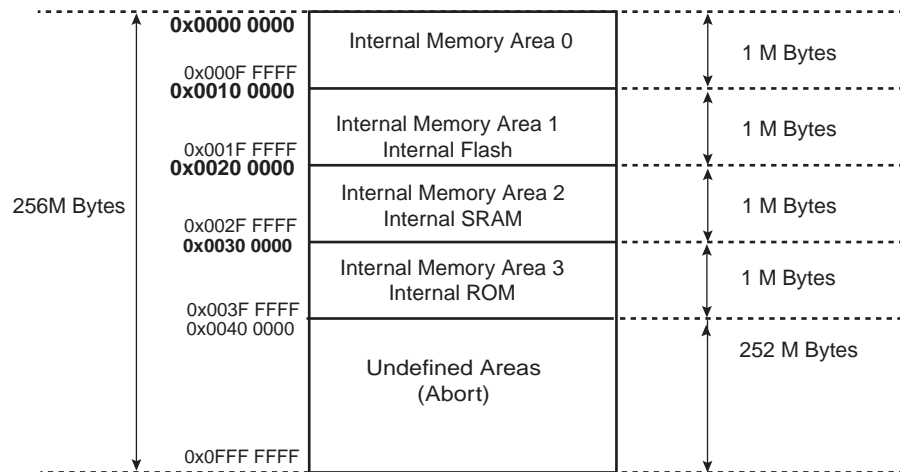 0x0000 0000
Internal Memory Area 0
1 M Bytes
0x000F FFFF
0x0010 0000
Internal Memory Area 1
Internal Flash
1 M Bytes
0x001F FFFF
0x0020 0000
256M Bytes
Internal Memory Area 2
Internal SRAM
1 M Bytes
0x002F FFFF
0x0030 0000
Internal Memory Area 3
Internal ROM
1 M Bytes
0x003F FFFF
0x0040 0000
252 M Bytes
Undefined Areas
(Abort)
0x0FFF FFFF